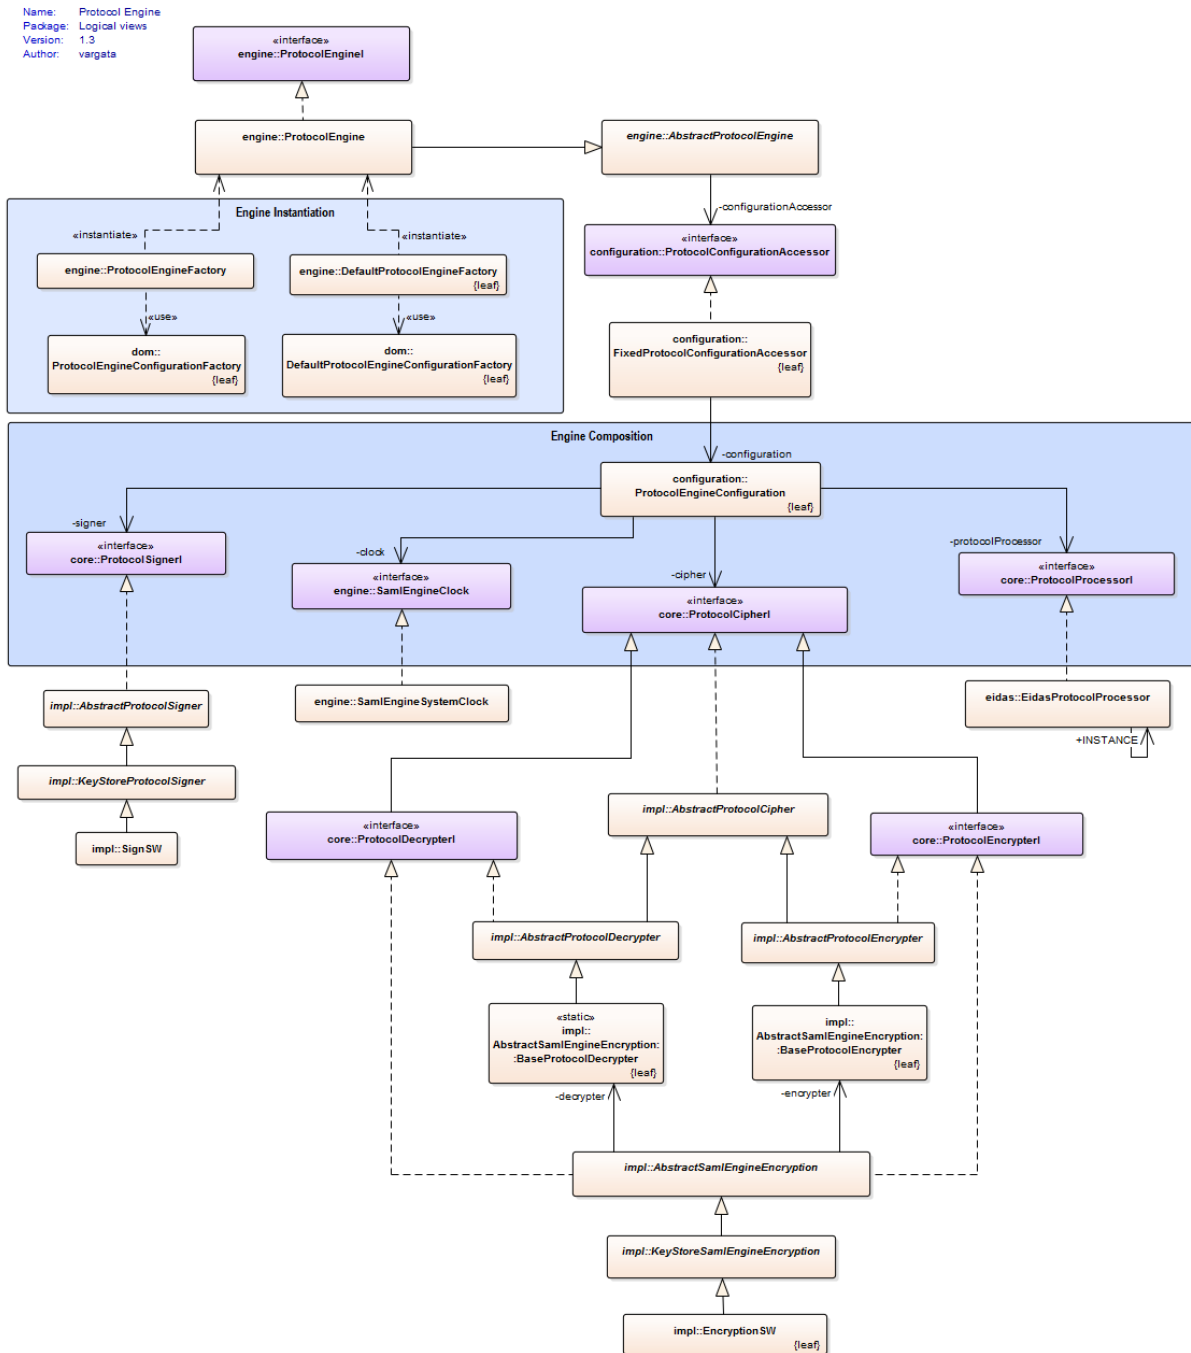 Name: Protocol Engine
Package: Logical views
Version: 1.3
Author: vargata
«interface»
engine::ProtocolEngineI
engine::ProtocolEngine
engine::AbstractProtocolEngine
-configurationAccessor
Engine Instantiation
«instantiate»
«instantiate»
engine::ProtocolEngineFactory
engine::DefaultProtocolEngineFactory
{leaf}
«use»
«use»
dom::
ProtocolEngineConfigurationFactory
{leaf}
dom::
DefaultProtocolEngineConfigurationFactory
{leaf}
«interface»
configuration::ProtocolConfigurationAccessor
configuration::
FixedProtocolConfigurationAccessor
{leaf}
Engine Composition
-configuration
configuration::
ProtocolEngineConfiguration
{leaf}
-signer
«interface»
core::ProtocolSignerI
-clock
«interface»
engine::SamlEngineClock
-cipher
«interface»
core::ProtocolCipherI
-protocolProcessor
«interface»
core::ProtocolProcessorI
impl::AbstractProtocolSigner
engine::SamlEngineSystemClock
eidas::EidasProtocolProcessor
+INSTANCE
impl::KeyStoreProtocolSigner
impl::SignSW
«interface»
core::ProtocolDecrypterI
impl::AbstractProtocolCipher
«interface»
core::ProtocolEncrypterI
impl::AbstractProtocolDecrypter
impl::AbstractProtocolEncrypter
«static»
impl::
AbstractSamlEngineEncryption:
:BaseProtocolDecrypter
{leaf}
impl::
AbstractSamlEngineEncryption:
:BaseProtocolEncrypter
{leaf}
-decrypter
-encrypter
impl::AbstractSamlEngineEncryption
impl::KeyStoreSamlEngineEncryption
impl::EncryptionSW
{leaf}